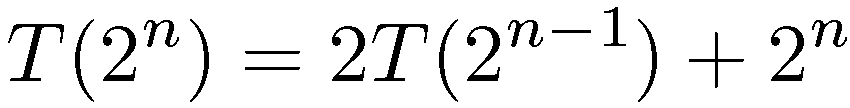 T(2^n) = 2T(2^{n-1}) + 2^n